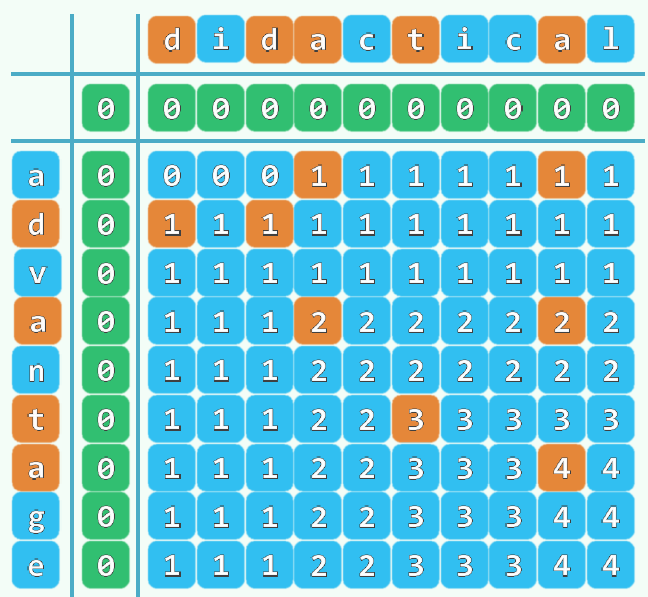 d i d a c t i c a l
0 0 0 0 0 0 0 0 0 0 0
a 0 0 0 0 1 1 1 1 1 1 1
d 0 1 1 1 1 1 1 1 1 1 1
v 0 1 1 1 1 1 1 1 1 1 1
a 0 1 1 1 2 2 2 2 2 2 2
n 0 1 1 1 2 2 2 2 2 2 2
t 0 1 1 1 2 2 3 3 3 3 3
a 0 1 1 1 2 2 3 3 3 4 4
g 0 1 1 1 2 2 3 3 3 4 4
e 0 1 1 1 2 2 3 3 3 4 4